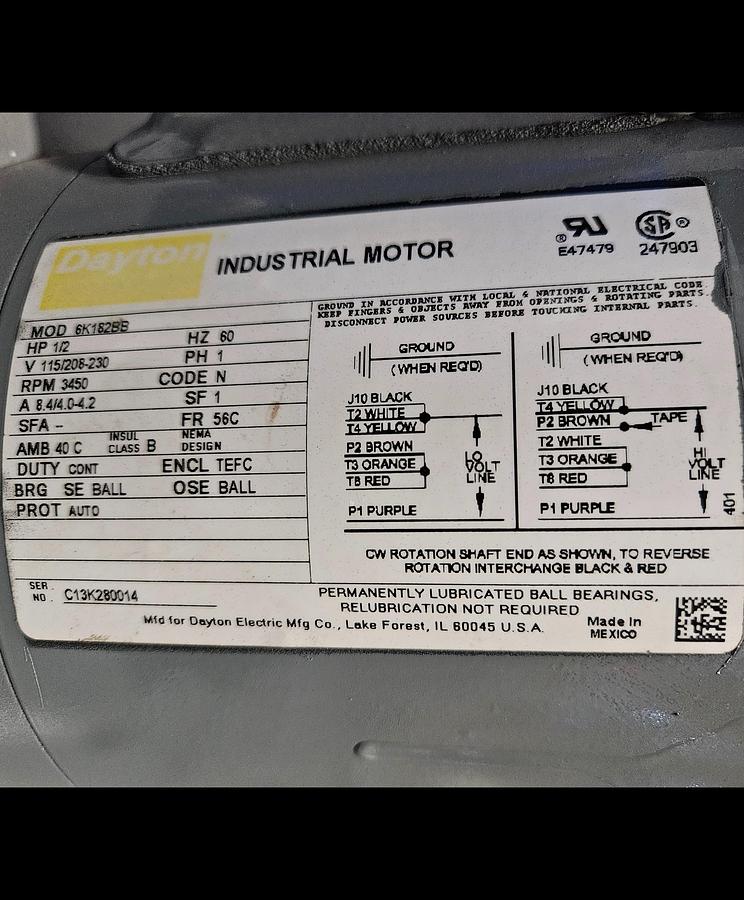 Dayton INDUSTRIAL MOTOR
E47479
247903
GROUND IN ACCORDANCE WITH LOCAL & NATIONAL ELECTRICAL CODE
KEEP FINGERS & OBJECTS AWAY FROM OPENINGS & ROTATING PARTS.
DISCONNECT POWER SOURCES BEFORE TOUCHING INTERNAL PARTS.
MOD 6K182BB
HP 1/2 HZ 60
V 115/208-230 PH 1
RPM 3450 CODE N
A 8.4/4.0-4.2 SF 1
SFA - FR 56C
AMB 40 C INSUL CLASS B NEMA DESIGN
DUTY CONT ENCL TEFC
BRG SE BALL OSE BALL
PROT AUTO
SER. NO. C13K280014
GROUND
(WHEN REQ'D)
J10 BLACK
T2 WHITE
T4 YELLOW
P2 BROWN
T3 ORANGE
T8 RED
P1 PURPLE
LO
VOLT
LINE
GROUND
(WHEN REQ'D)
J10 BLACK
T4 YELLOW
P2 BROWN TAPE
T2 WHITE
T3 ORANGE
T8 RED
P1 PURPLE
HI
VOLT
LINE
401
CW ROTATION SHAFT END AS SHOWN, TO REVERSE
ROTATION INTERCHANGE BLACK & RED
PERMANENTLY LUBRICATED BALL BEARINGS,
RELUBRICATION NOT REQUIRED
Mfd for Dayton Electric Mfg Co., Lake Forest, IL 60045 U.S.A.
Made In
MEXICO